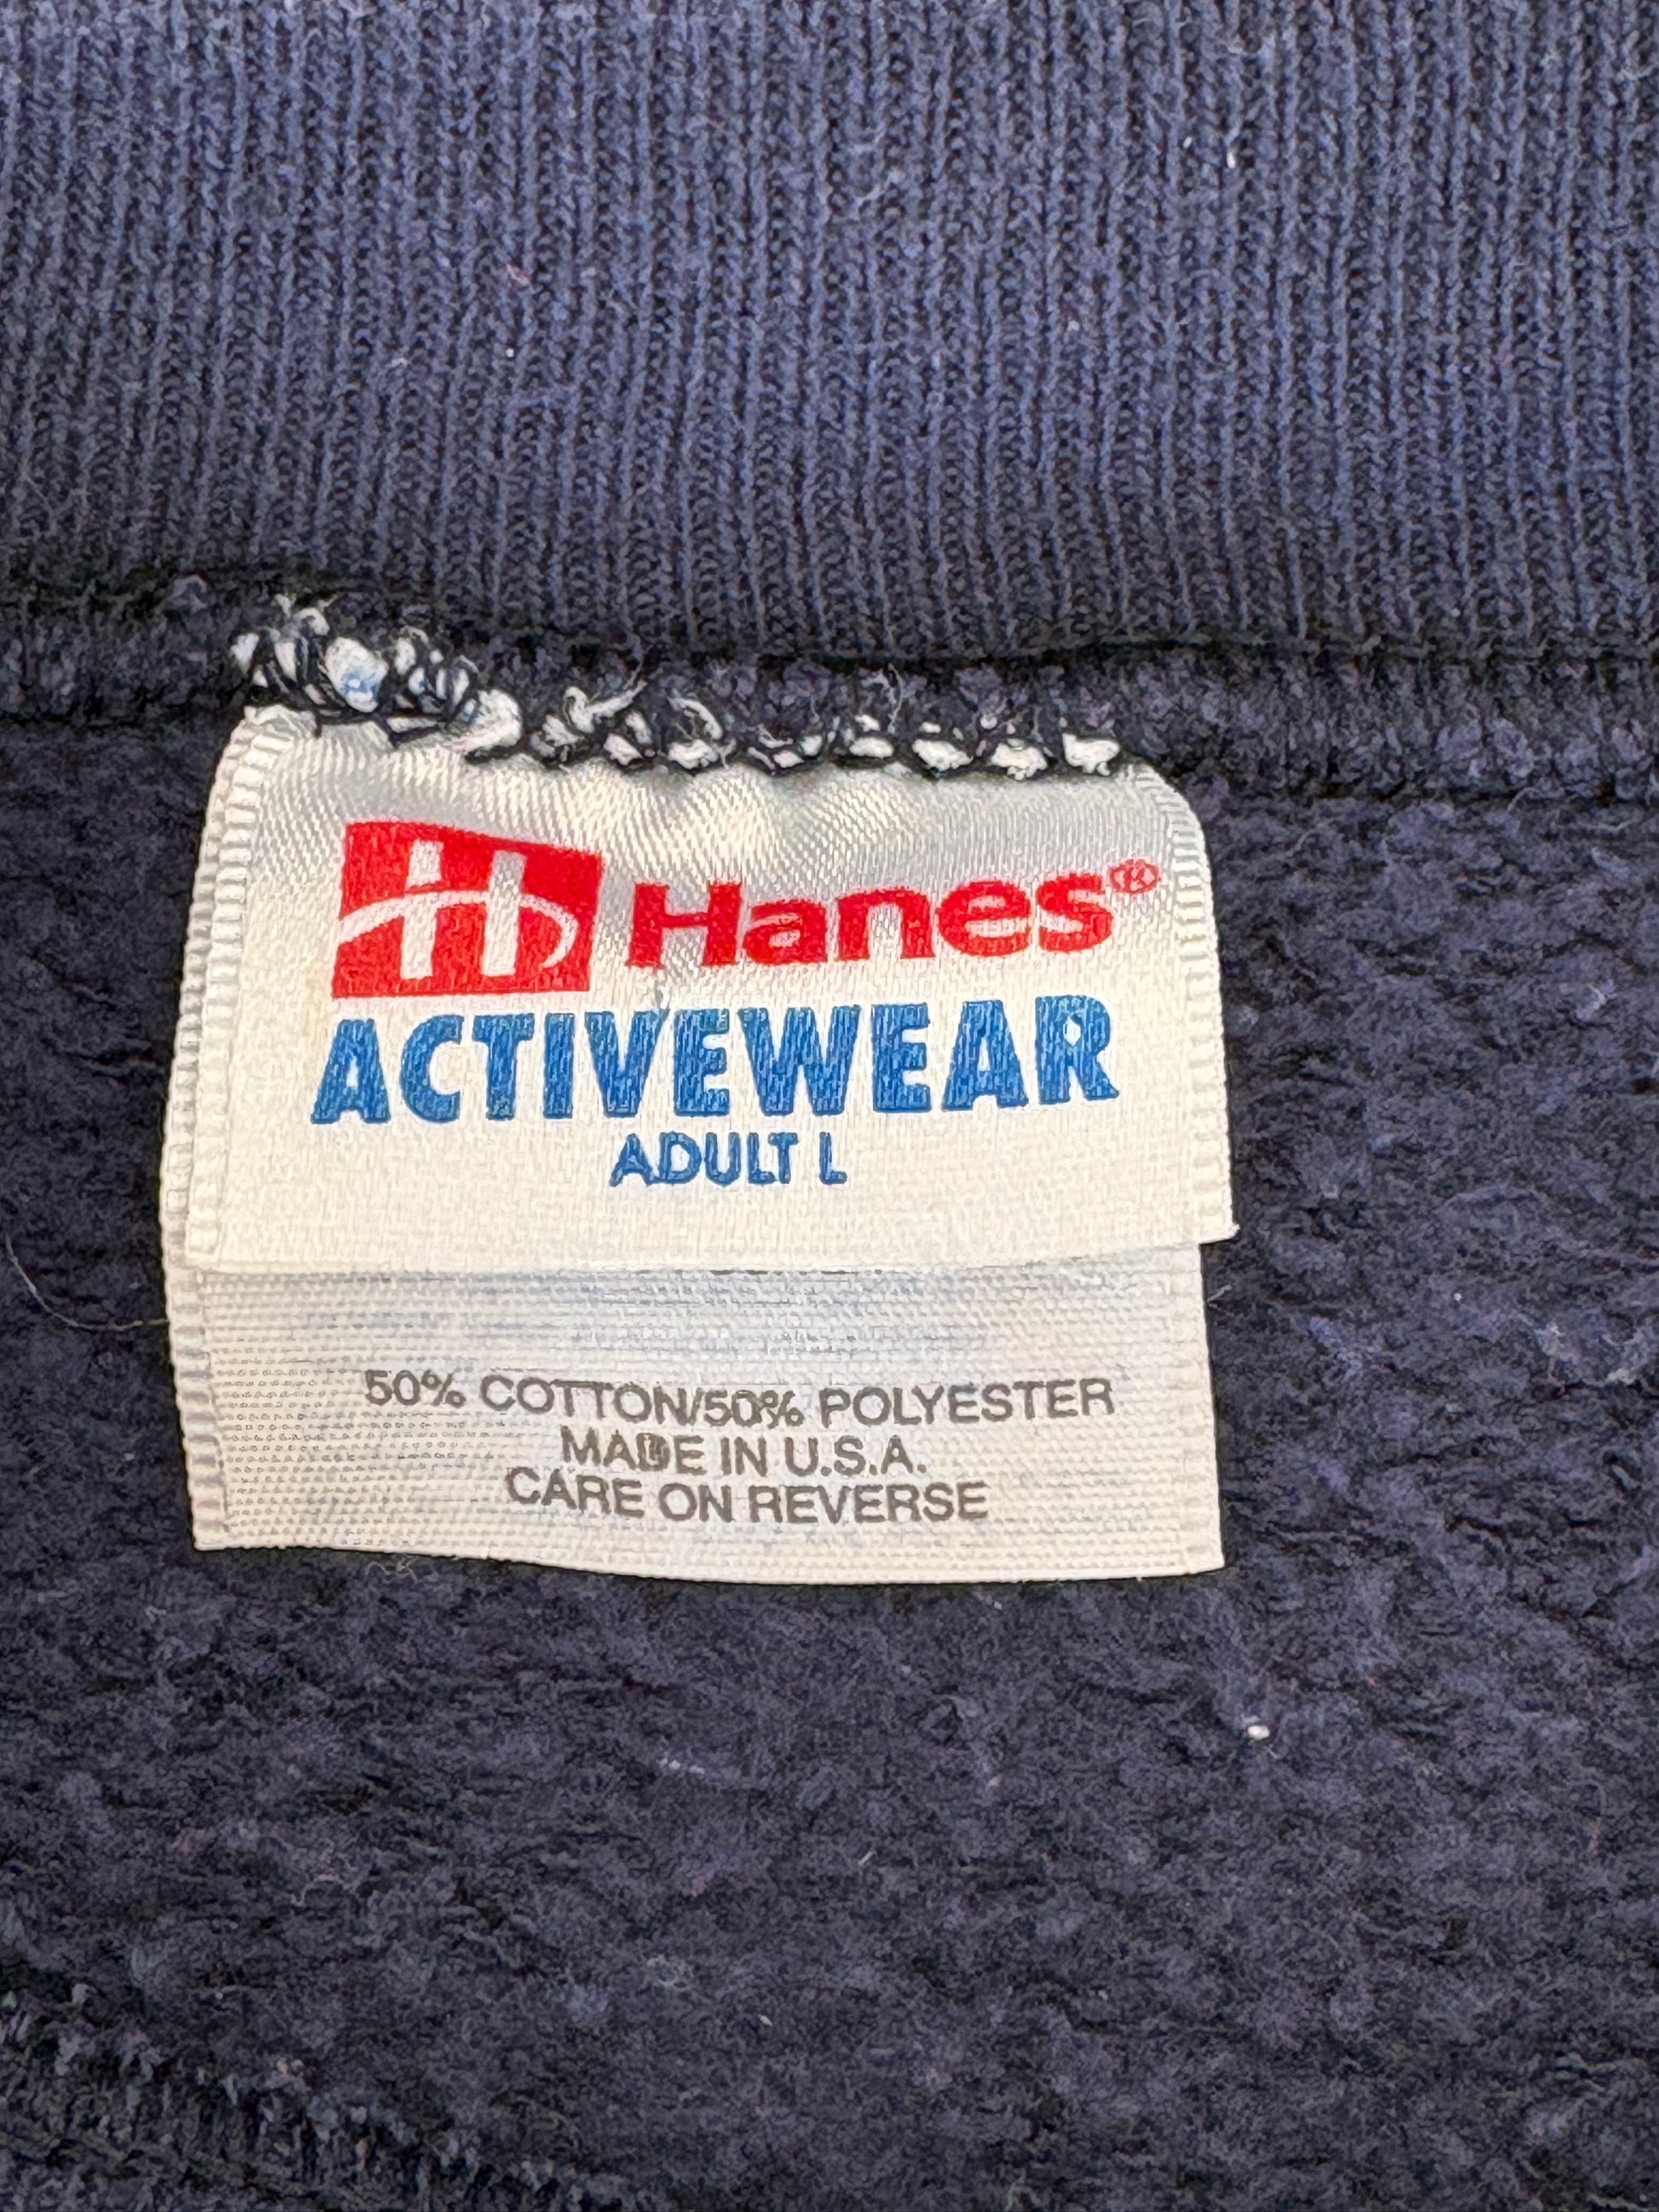 H Hanes®
ACTIVEWEAR
ADULT L
50% COTTON/50% POLYESTER
MADE IN U.S.A.
CARE ON REVERSE